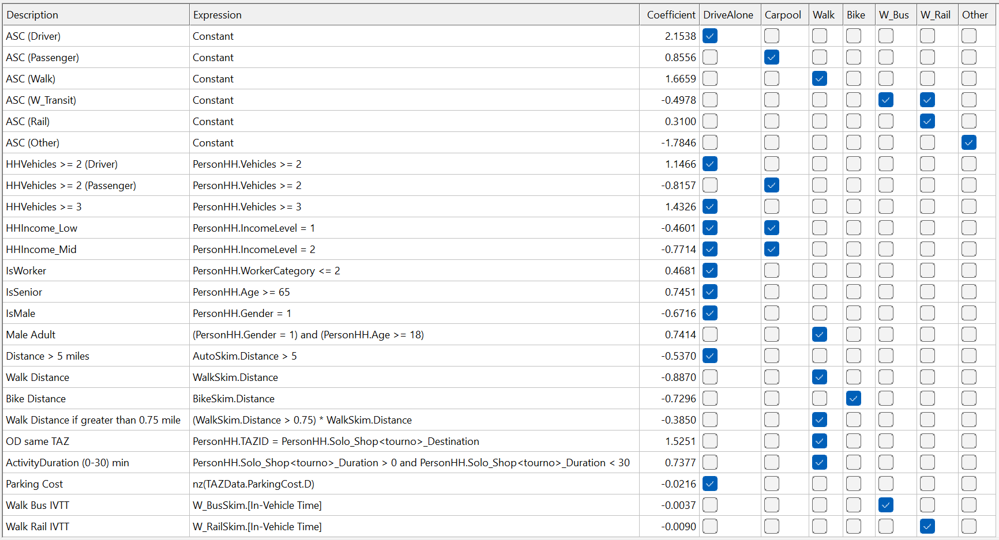 Description Expression Coefficient DriveAlone Carpool Walk Bike W_Bus W_Rail Other
ASC (Driver) Constant 2.1538
ASC (Passenger) Constant 0.8556
ASC (Walk) Constant 1.6659
ASC (W_Transit) Constant -0.4978
ASC (Rail) Constant 0.3100
ASC (Other) Constant -1.7846
HHVehicles >= 2 (Driver) PersonHH.Vehicles >= 2 1.1466
HHVehicles >= 2 (Passenger) PersonHH.Vehicles >= 2 -0.8157
HHVehicles >= 3 PersonHH.Vehicles >= 3 1.4326
HHIncome_Low PersonHH.IncomeLevel = 1 -0.4601
HHIncome_Mid PersonHH.IncomeLevel = 2 -0.7714
IsWorker PersonHH.WorkerCategory <= 2 0.4681
IsSenior PersonHH.Age >= 65 0.7451
IsMale PersonHH.Gender = 1 -0.6716
Male Adult (PersonHH.Gender = 1) and (PersonHH.Age >= 18) 0.7414
Distance > 5 miles AutoSkim.Distance > 5 -0.5370
Walk Distance WalkSkim.Distance -0.8870
Bike Distance BikeSkim.Distance -0.7296
Walk Distance if greater than 0.75 mile (WalkSkim.Distance > 0.75) * WalkSkim.Distance -0.3850
OD same TAZ PersonHH.TAZID = PersonHH.Solo_Shop<tourno>_Destination 1.5251
ActivityDuration (0-30) min PersonHH.Solo_Shop<tourno>_Duration > 0 and PersonHH.Solo_Shop<tourno>_Duration < 30 0.7377
Parking Cost nz(TAZData.ParkingCost.D) -0.0216
Walk Bus IVTT W_BusSkim.[In-Vehicle Time] -0.0037
Walk Rail IVTT W_RailSkim.[In-Vehicle Time] -0.0090